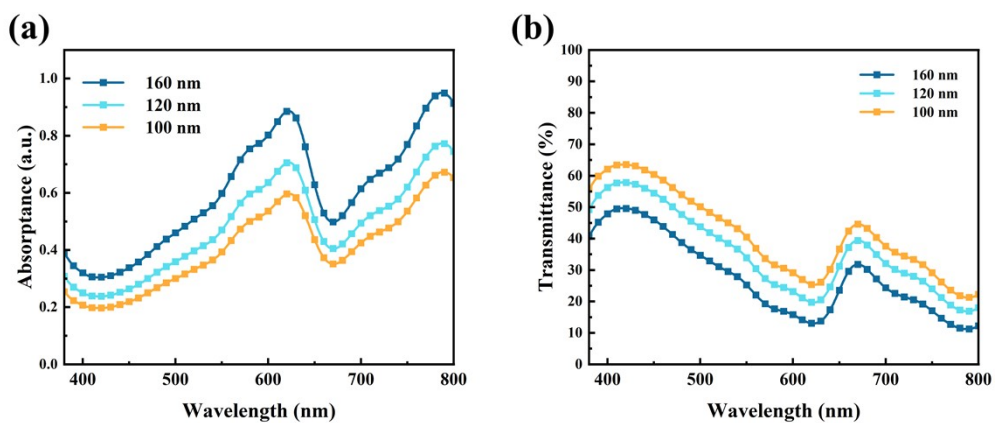 (a)
1.0
0.8
0.6
0.4
0.2
0.0
Absorptance (a.u.)
160 nm
120 nm
100 nm
400
500
600
700
800
Wavelength (nm)
(b)
100
90
80
70
60
50
40
30
20
10
0
Transmittance (%)
160 nm
120 nm
100 nm
400
500
600
700
800
Wavelength (nm)